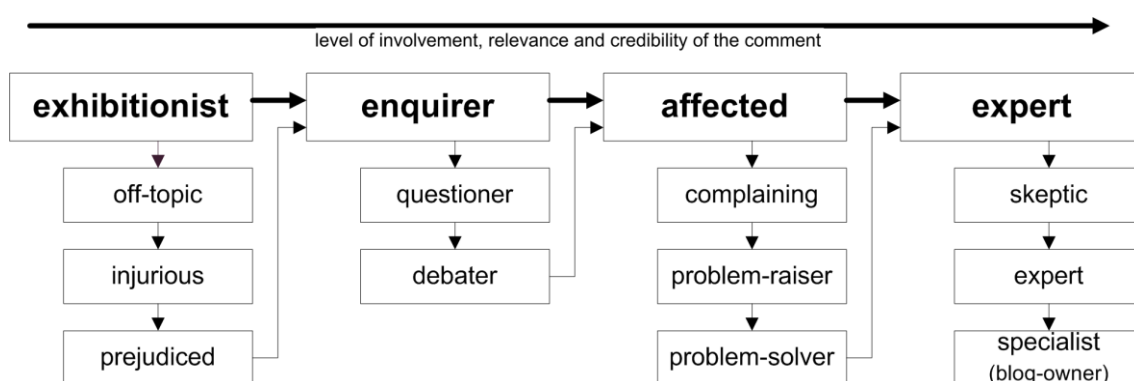 level of involvement, relevance and credibility of the comment
exhibitionist
enquirer
affected
expert
off-topic
questioner
complaining
skeptic
injurious
debater
problem-raiser
expert
prejudiced
problem-solver
specialist
(blog-owner)